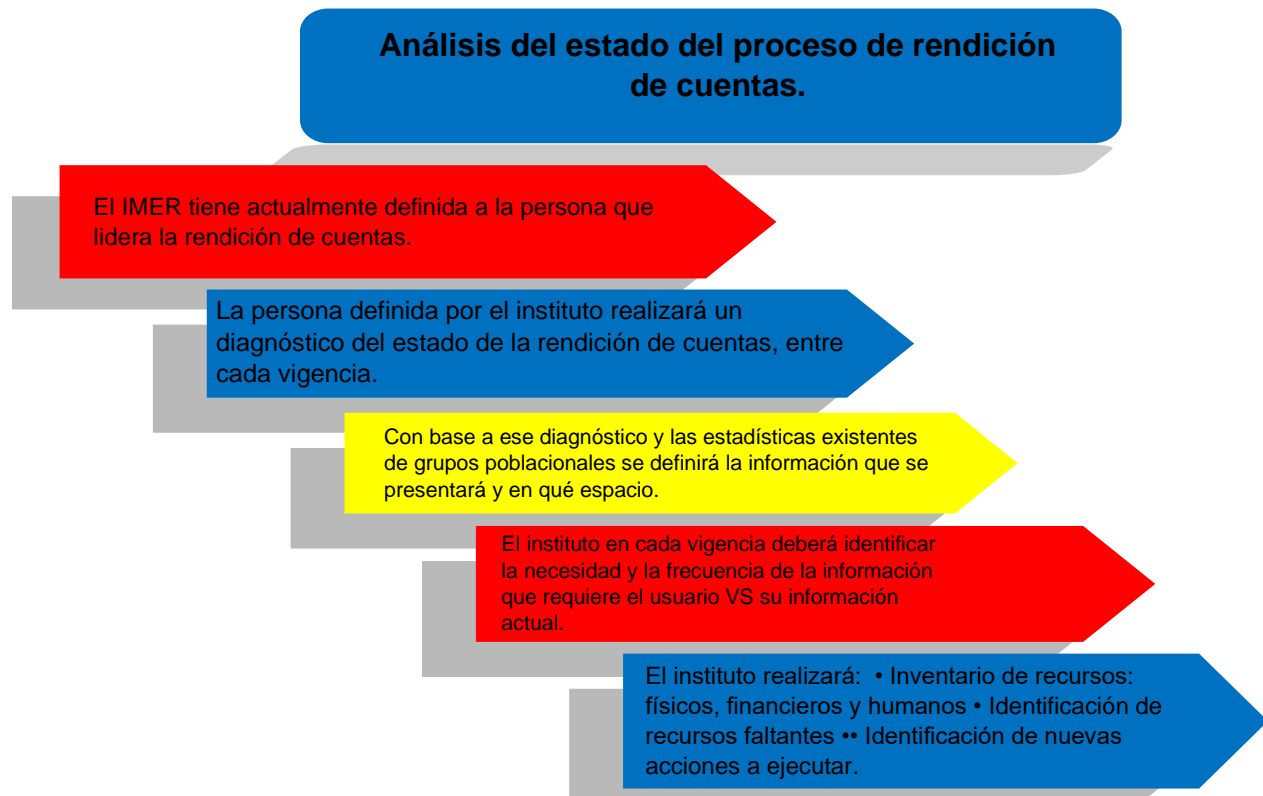 Análisis del estado del proceso de rendición
de cuentas.
El IMER tiene actualmente definida a la persona que
lidera la rendición de cuentas.
La persona definida por el instituto realizará un
diagnóstico del estado de la rendición de cuentas, entre
cada vigencia.
Con base a ese diagnóstico y las estadísticas existentes
de grupos poblacionales se definirá la información que se
presentará y en qué espacio.
El instituto en cada vigencia deberá identificar
la necesidad y la frecuencia de la información
que requiere el usuario VS su información
actual.
El instituto realizará: • Inventario de recursos:
físicos, financieros y humanos • Identificación de
recursos faltantes •• Identificación de nuevas
acciones a ejecutar.